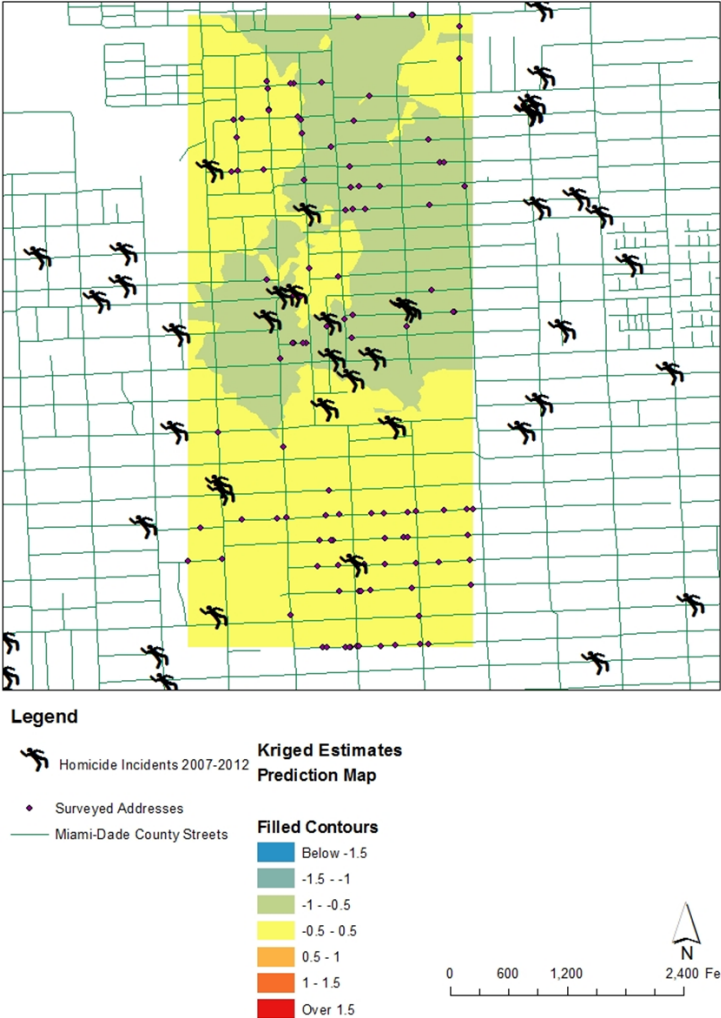 Legend
Homicide Incidents 2007-2012
Surveyed Addresses
Miami-Dade County Streets
Kriged Estimates
Prediction Map
Filled Contours
Below -1.5
-1.5 - -1
-1 - -0.5
-0.5 - 0.5
0.5 - 1
1 - 1.5
Over 1.5
N
0 600 1,200 2,400 Fe